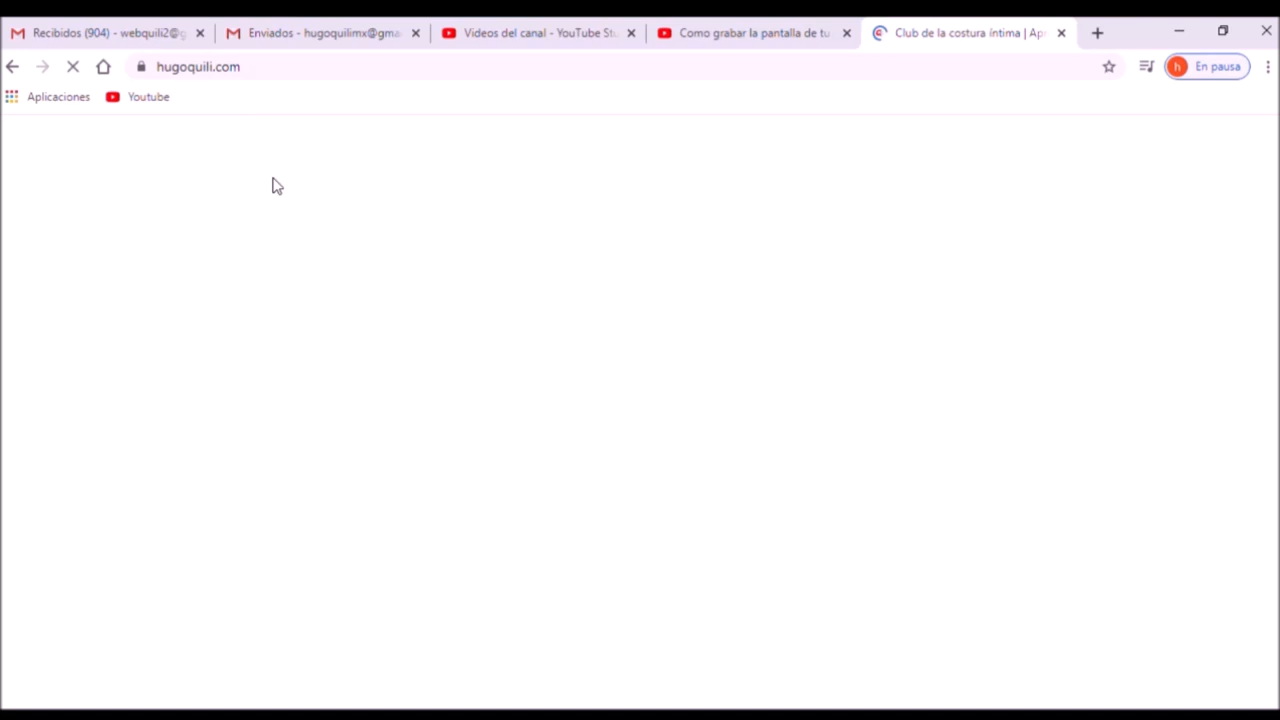 Recibidos (904) - webquili2@g
Enviados - hugoquilimx@gma
Videos del canal - YouTube Stu
Como grabar la pantalla de tu
Club de la costura íntima | Ap
hugoquili.com
h
En pausa
Aplicaciones
Youtube